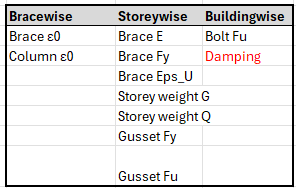 Bracewise Storeywise Buildingwise
Brace ε0 Brace E Bolt Fu
Column ε0 Brace Fy Damping
Brace Eps_U
Storey weight G
Storey weight Q
Gusset Fy
Gusset Fu